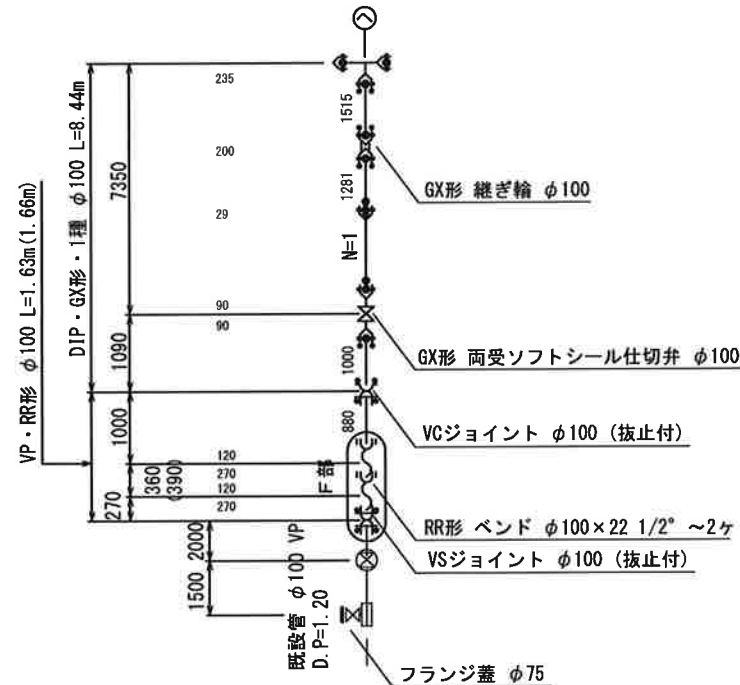 ヘ
235
1515
200
GX形 継ぎ輪 φ100
1281
29
N=1
7350
DIP・GX形・1種 φ100 L=8.44m
VP・RR形 φ100 L=1.63m(1.66m)
90
90
GX形 両受ソフトシール仕切弁 φ100
1090
1000
VCジョイント φ100 (抜止付)
1000
880
F部
120
270
120
270
(360
(390)
270
RR形 ベンド φ100×22 1/2° ~2ケ
VSジョイント φ100 (抜止付)
2000
1500
既設管 φ100 VP
D.P=1.20
フランジ蓋 φ75